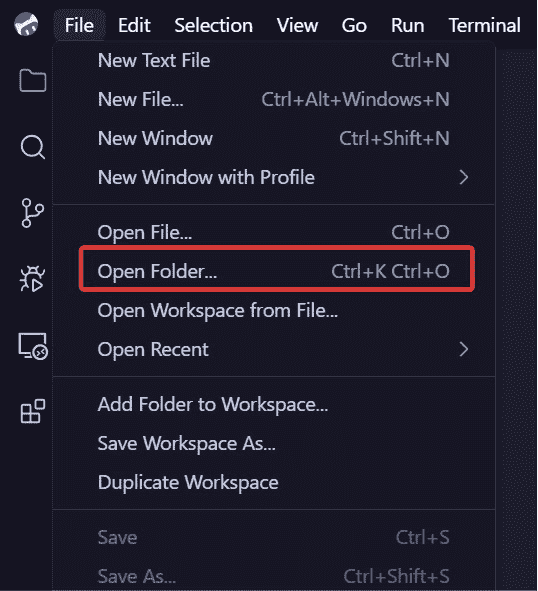 File Edit Selection View Go Run Terminal
New Text File Ctrl+N
New File... Ctrl+Alt+Windows+N
New Window Ctrl+Shift+N
New Window with Profile
Open File... Ctrl+O
Open Folder... Ctrl+K Ctrl+O
Open Workspace from File...
Open Recent
Add Folder to Workspace...
Save Workspace As...
Duplicate Workspace
Save Ctrl+S
Save As... Ctrl+Shift+S